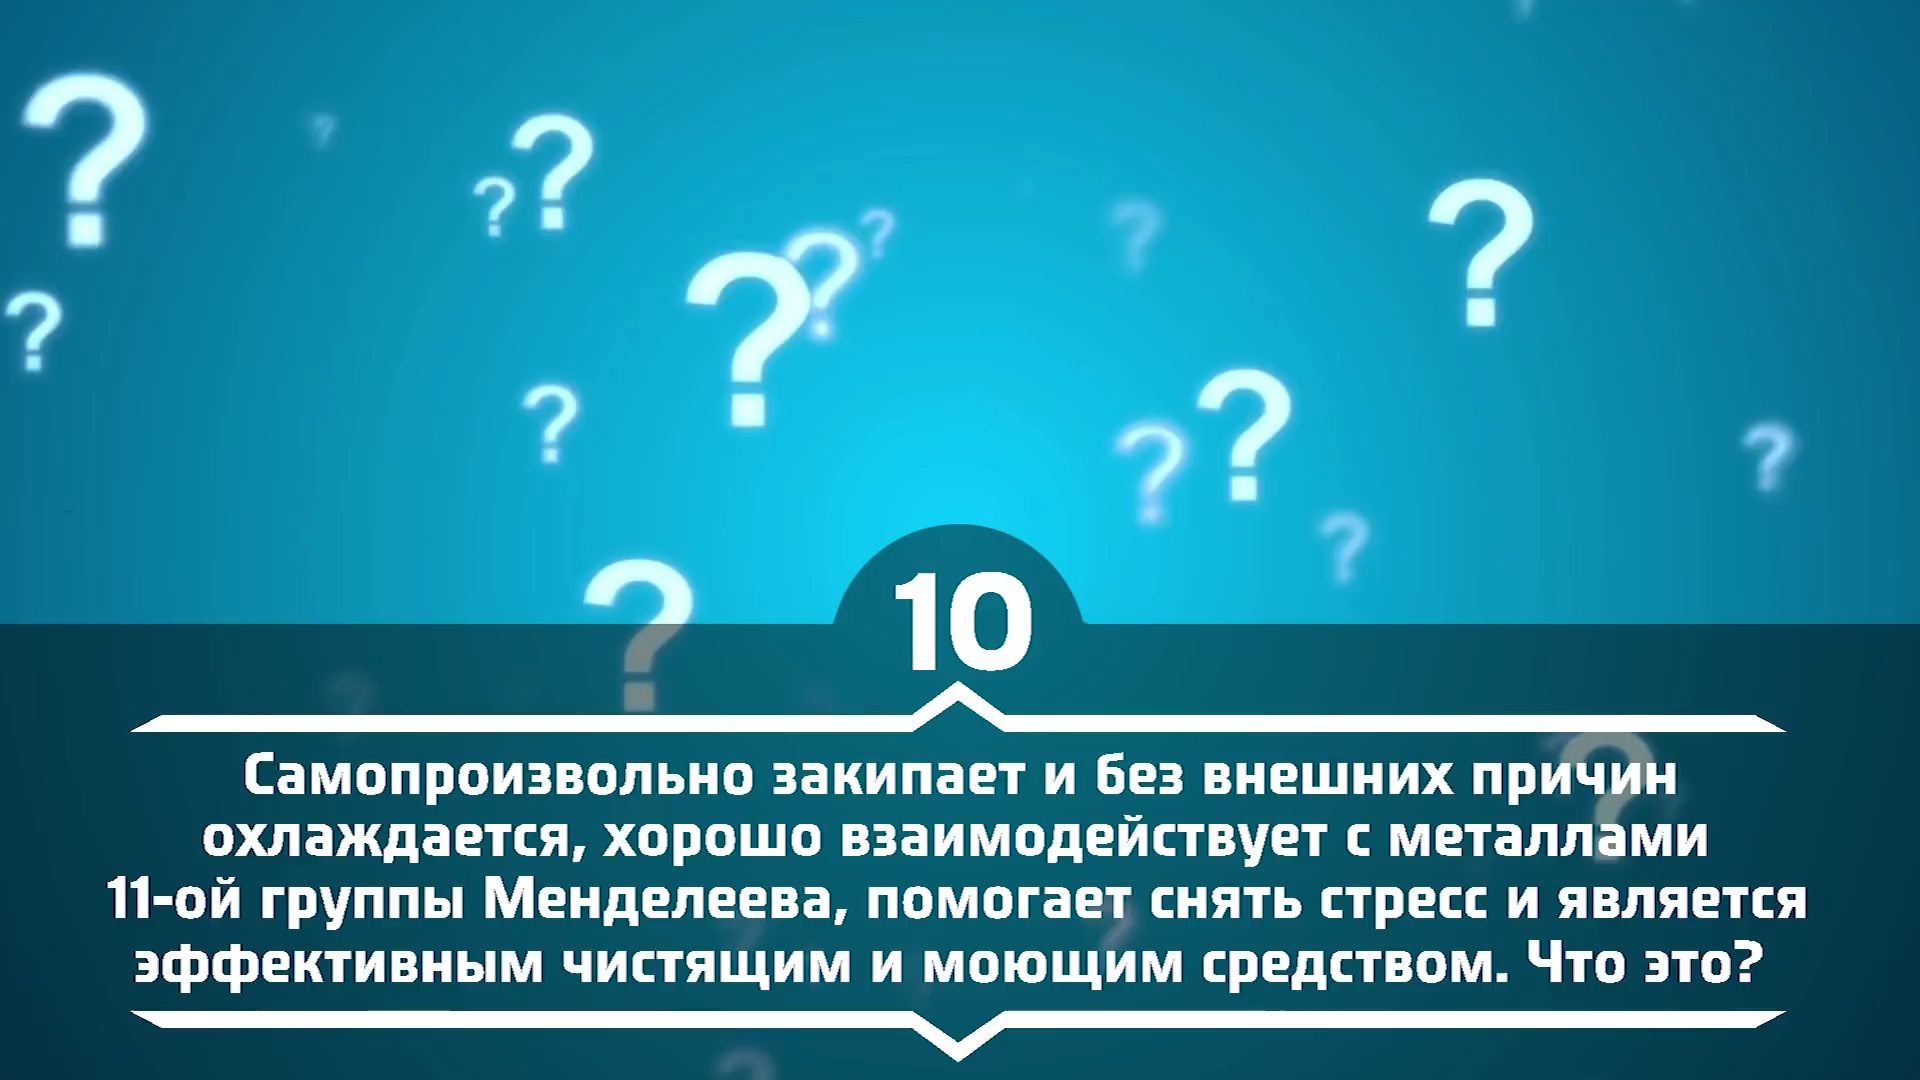 10
Самопроизвольно закипает и без внешних причин
охлаждается, хорошо взаимодействует с металлами
11-ой группы Менделеева, помогает снять стресс и является
эффективным чистящим и моющим средством. Что это?